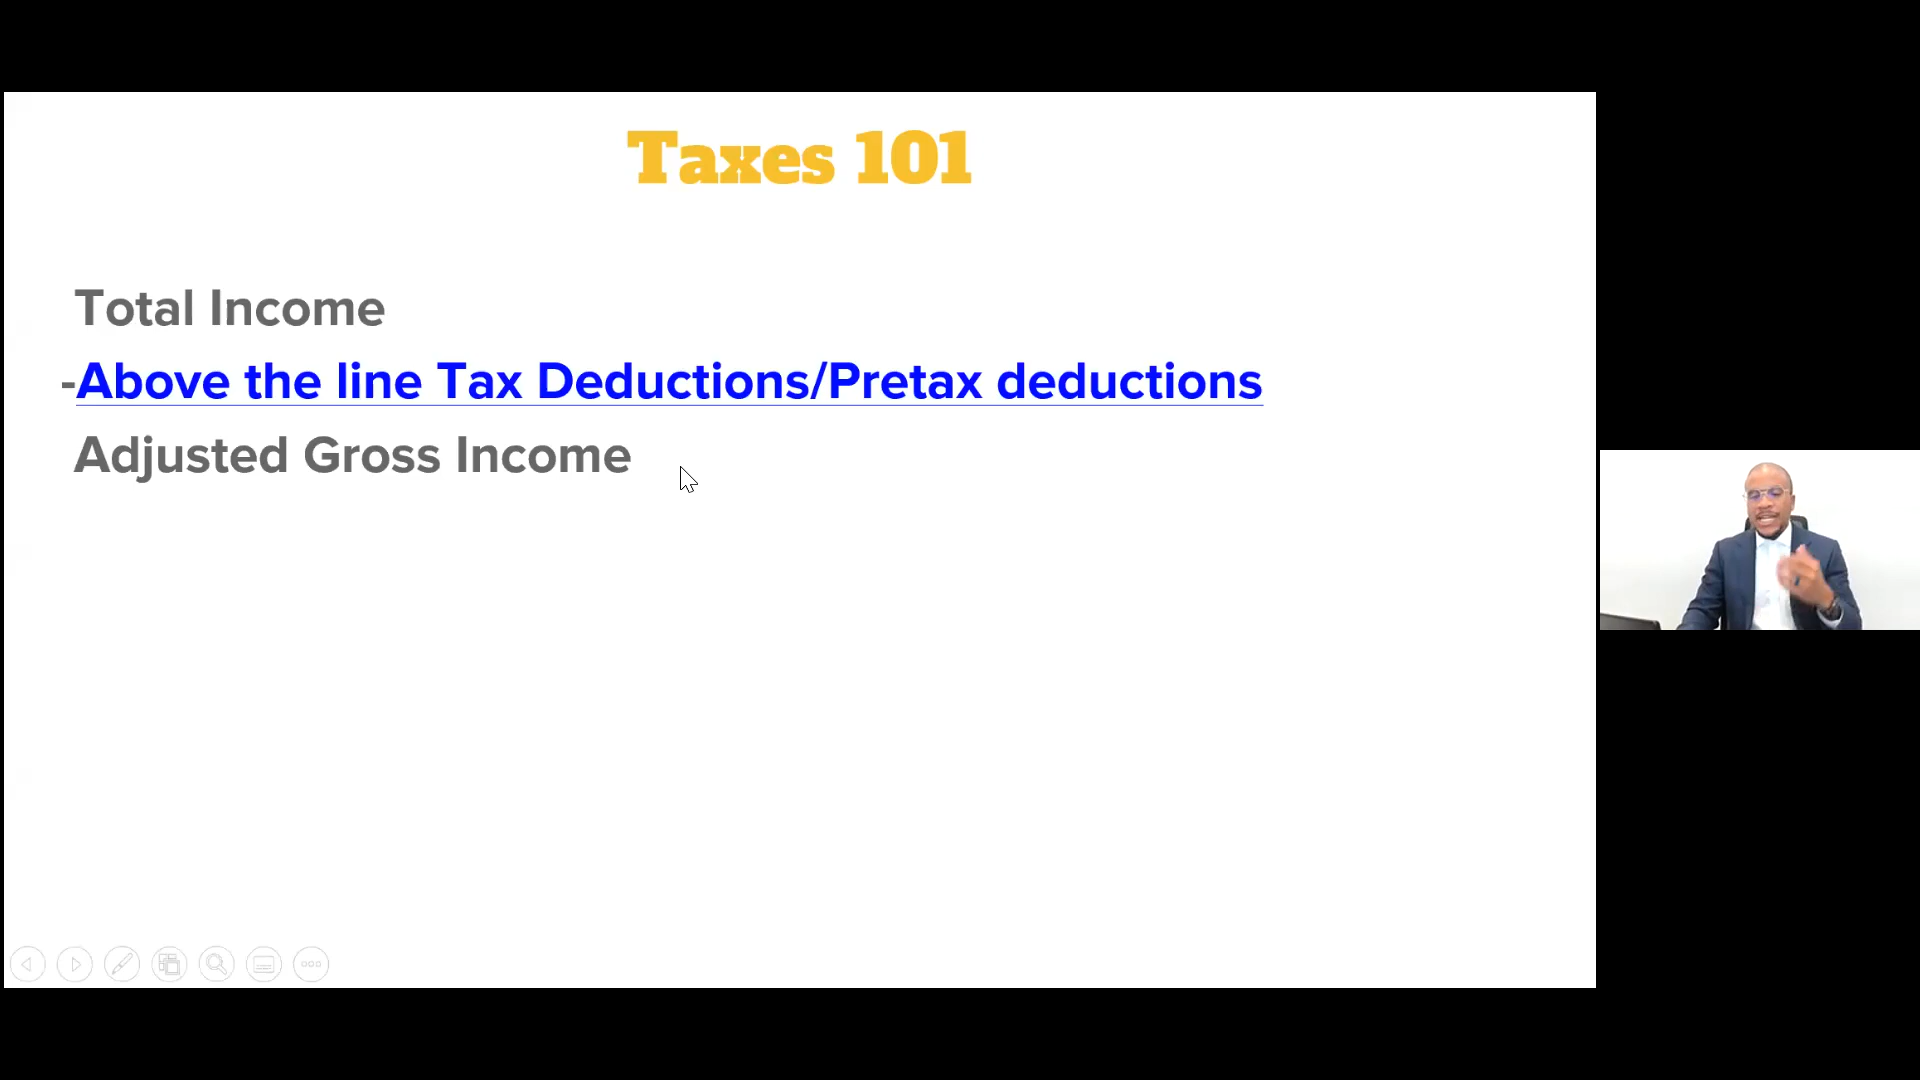 Taxes 101
Total Income
-Above the line Tax Deductions/Pretax deductions
Adjusted Gross Income